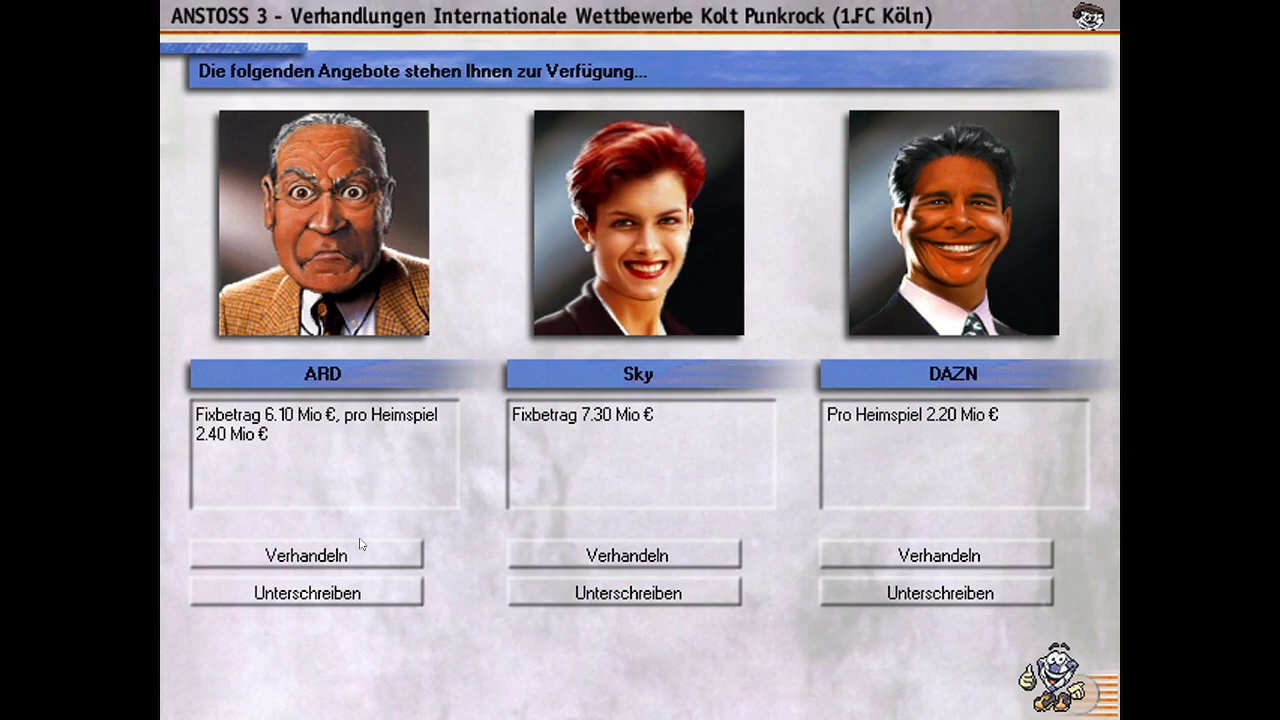 ANSTOSS 3 - Verhandlungen Internationale Wettbewerbe Kolt Punkrock (1.FC Köln)
Die folgenden Angebote stehen Ihnen zur Verfügung...
ARD
Sky
DAZN
Fixbetrag 6.10 Mio €, pro Heimspiel
2.40 Mio €
Fixbetrag 7.30 Mio €
Pro Heimspiel 2.20 Mio €
Verhandeln
Verhandeln
Verhandeln
Unterschreiben
Unterschreiben
Unterschreiben